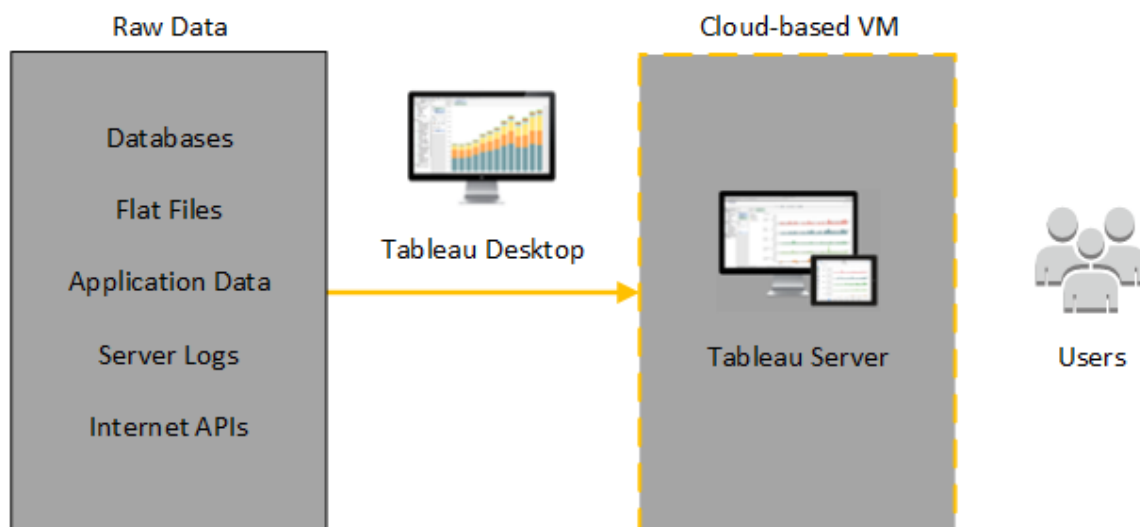 Raw Data
Databases
Flat Files
Application Data
Server Logs
Internet APIs
Tableau Desktop
Cloud-based VM
Tableau Server
Users